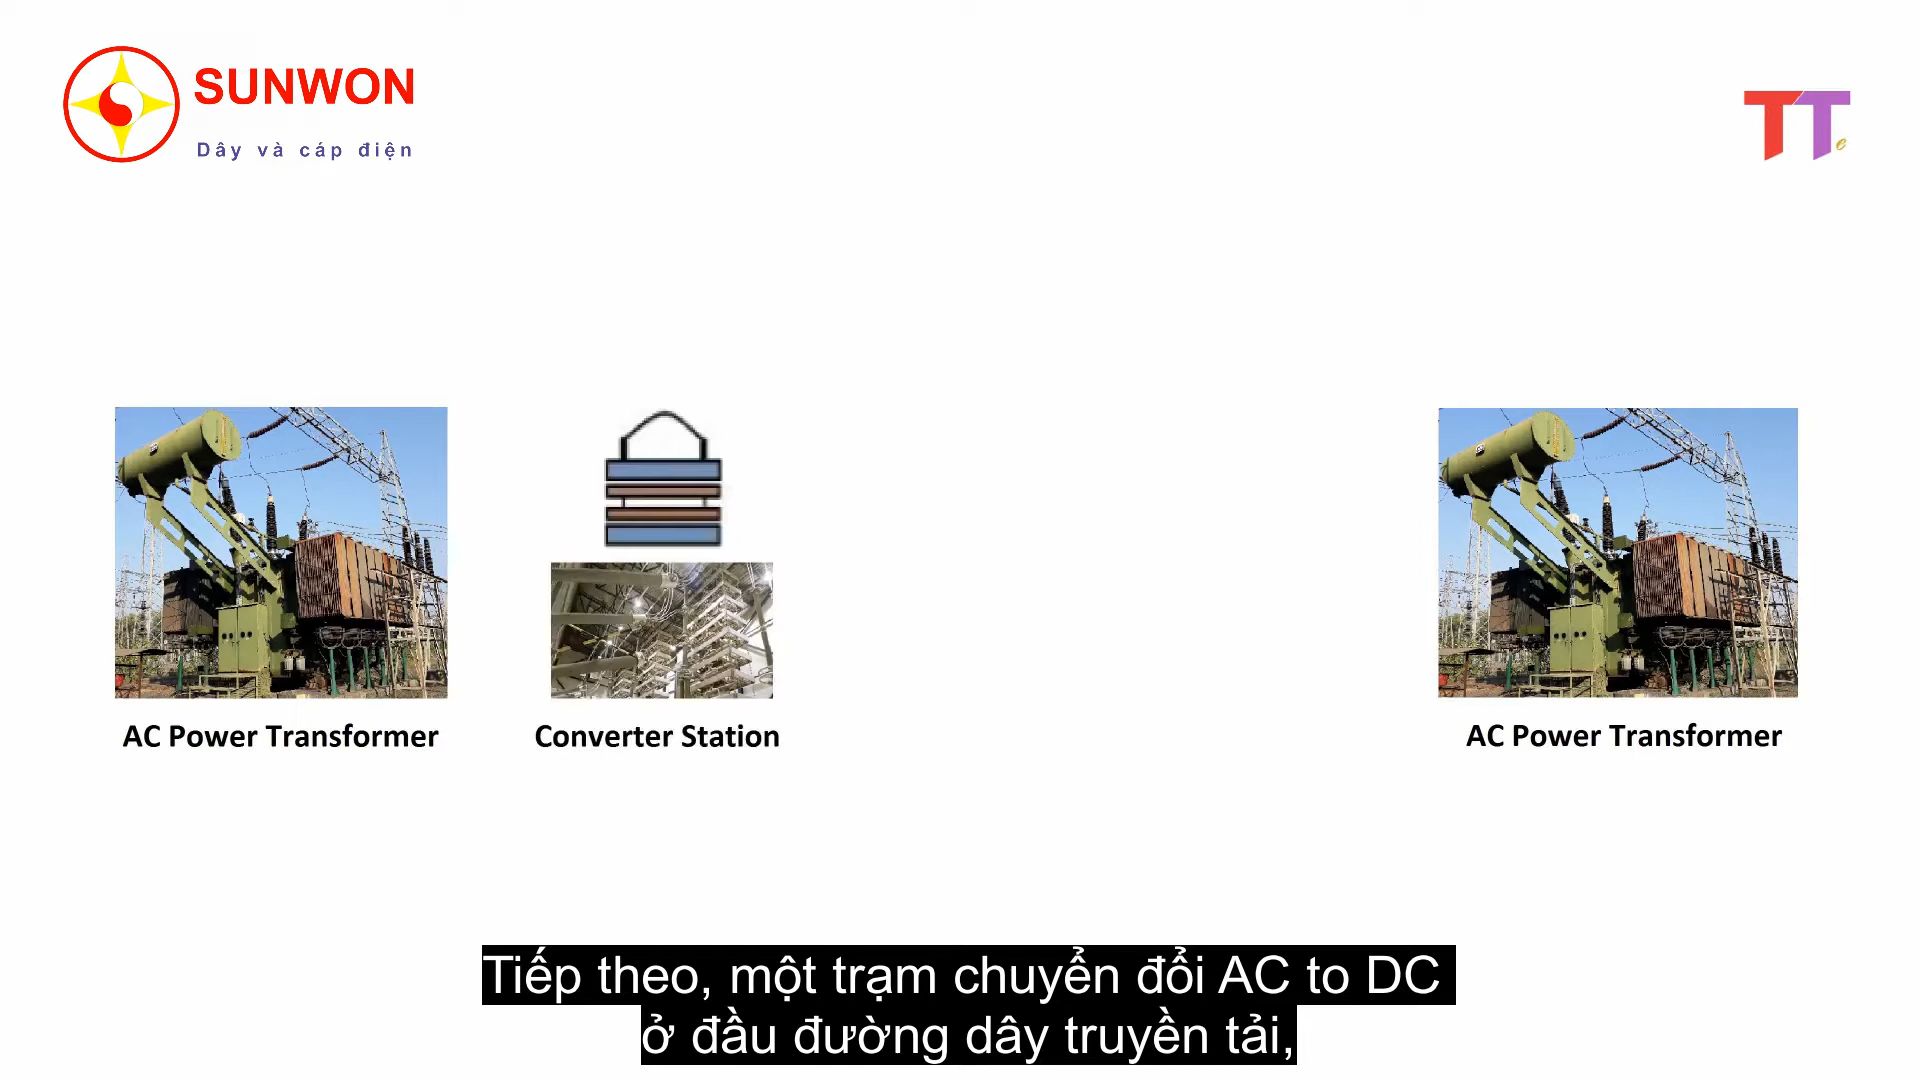 SUNWON
Dây và cáp điện
TT
e
AC Power Transformer
Converter Station
AC Power Transformer
Tiếp theo, một trạm chuyển đổi AC to DC
ở đầu đường dây truyền tải,